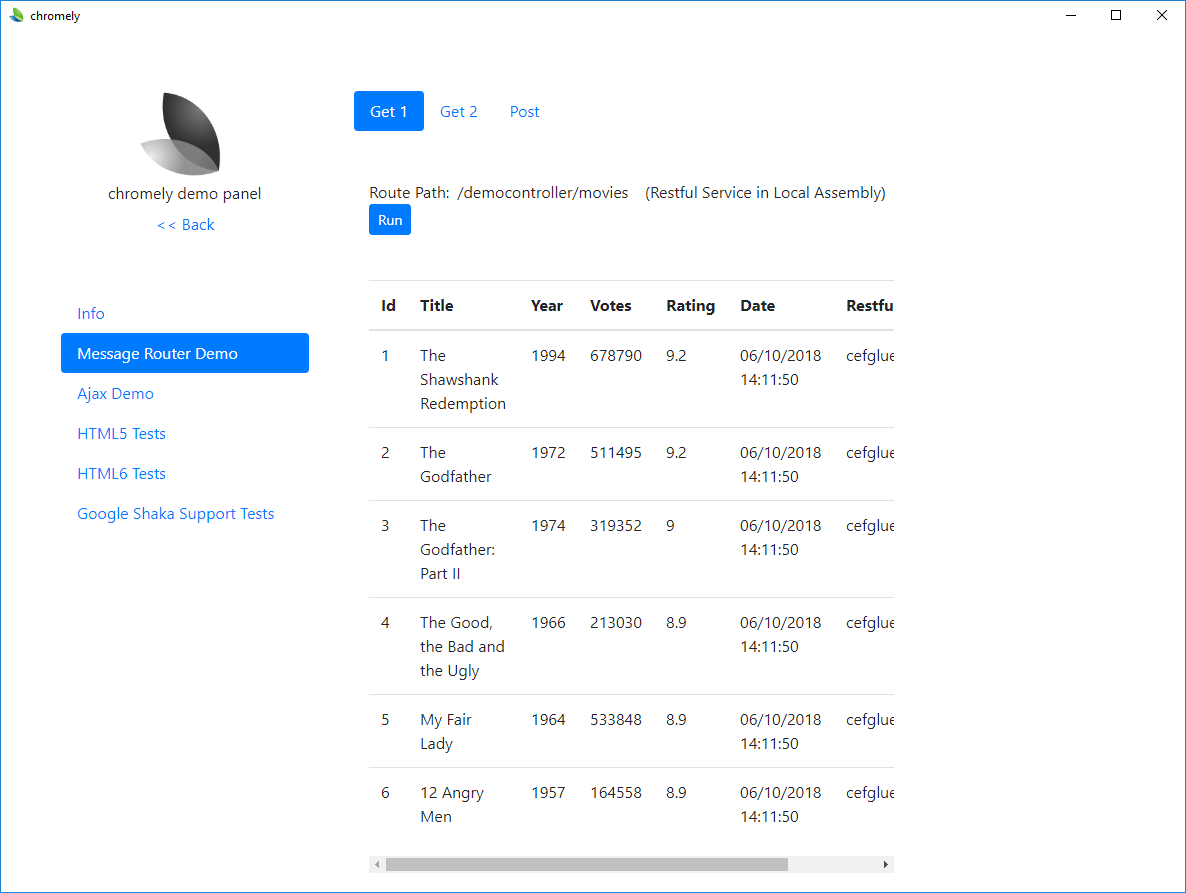 chromely
chromely demo panel
<< Back
Info
Message Router Demo
Ajax Demo
HTML5 Tests
HTML6 Tests
Google Shaka Support Tests
Get 1 Get 2 Post
Route Path: /democontroller/movies (Restful Service in Local Assembly)
Run
Id Title Year Votes Rating Date Restfu
1 The 1994 678790 9.2 06/10/2018 cefglue
Shawshank 14:11:50
Redemption
2 The 1972 511495 9.2 06/10/2018 cefglue
Godfather 14:11:50
3 The 1974 319352 9 06/10/2018 cefglue
Godfather: 14:11:50
Part II
4 The Good, 1966 213030 8.9 06/10/2018 cefglue
the Bad and 14:11:50
the Ugly
5 My Fair 1964 533848 8.9 06/10/2018 cefglue
Lady 14:11:50
6 12 Angry 1957 164558 8.9 06/10/2018 cefglue
Men 14:11:50